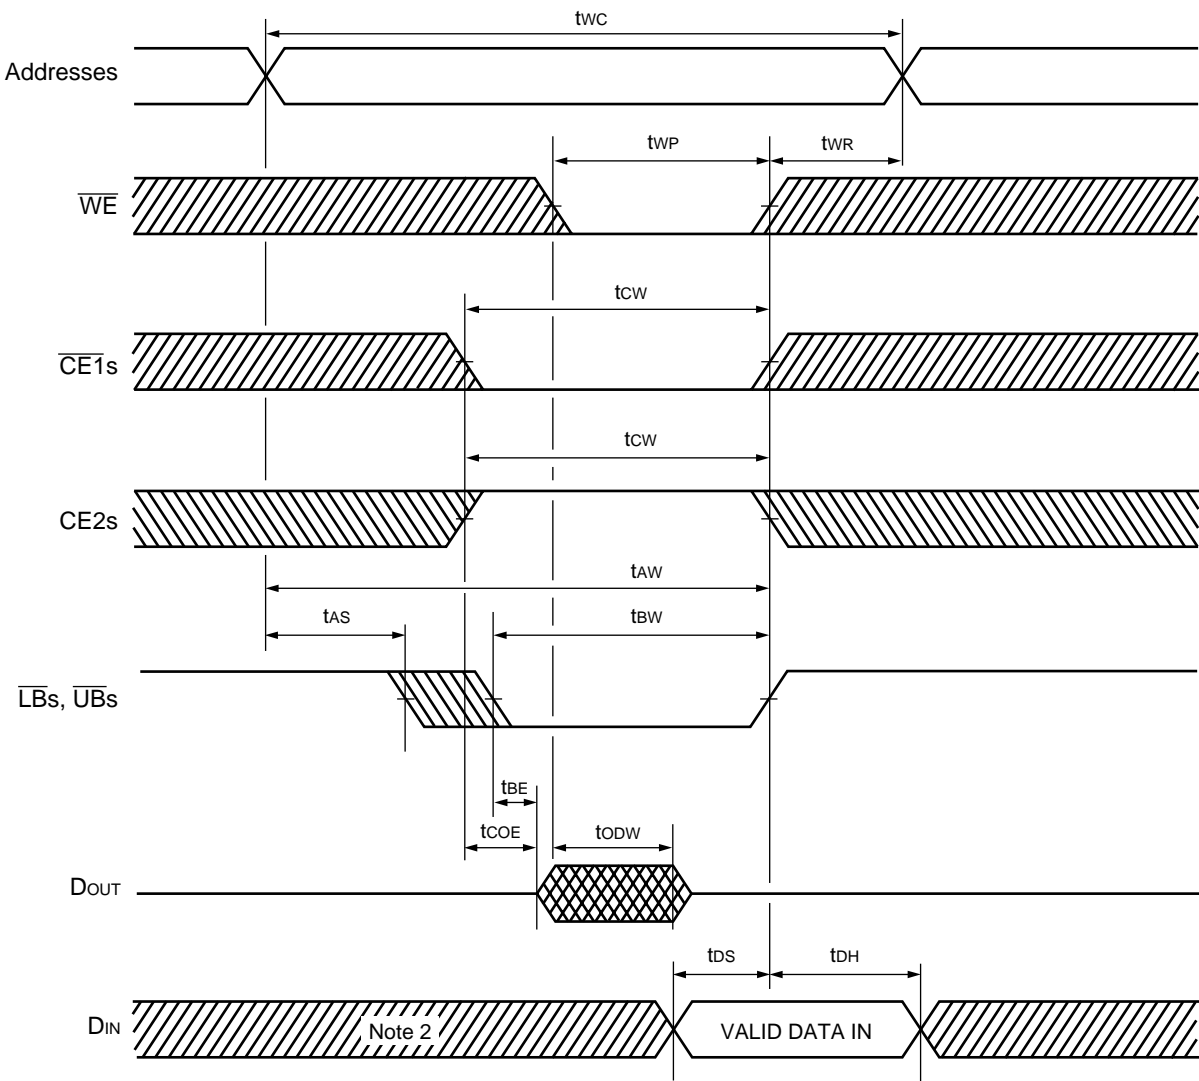 tWC
Addresses
tWP
tWR
WE
tCW
CE1s
tCW
CE2s
tAW
tAS
tBW
LBs, UBs
tBE
tCOE
tODW
DOUT
tDS
tDH
DIN
Note 2
VALID DATA IN